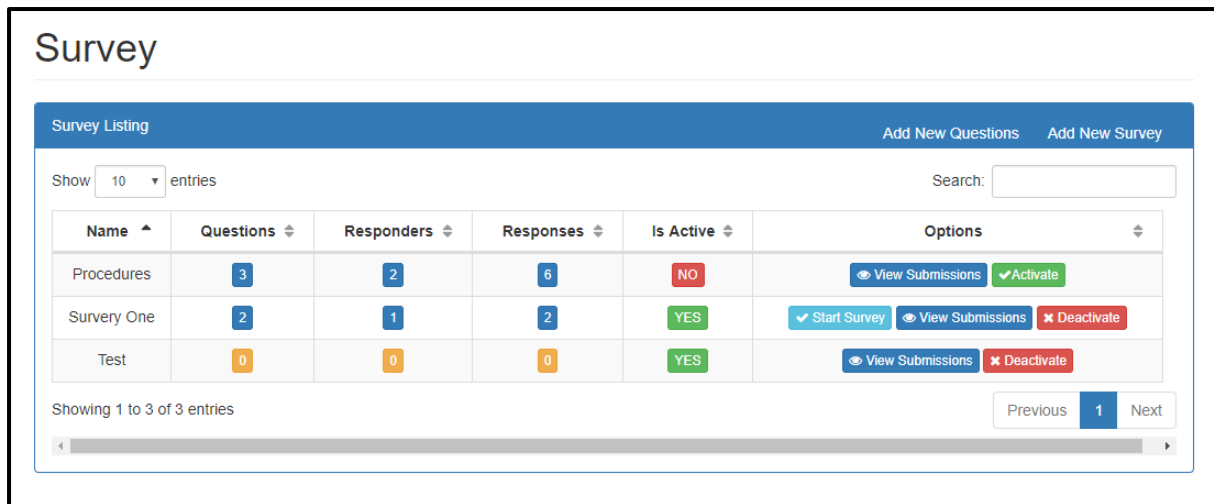 Survey
Survey Listing Add New Questions Add New Survey
Show 10 entries Search:
Name Questions Responders Responses Is Active Options
Procedures 3 2 6 NO View Submissions Activate
Survery One 2 1 2 YES Start Survey View Submissions Deactivate
Test 0 0 0 YES View Submissions Deactivate
Showing 1 to 3 of 3 entries Previous 1 Next